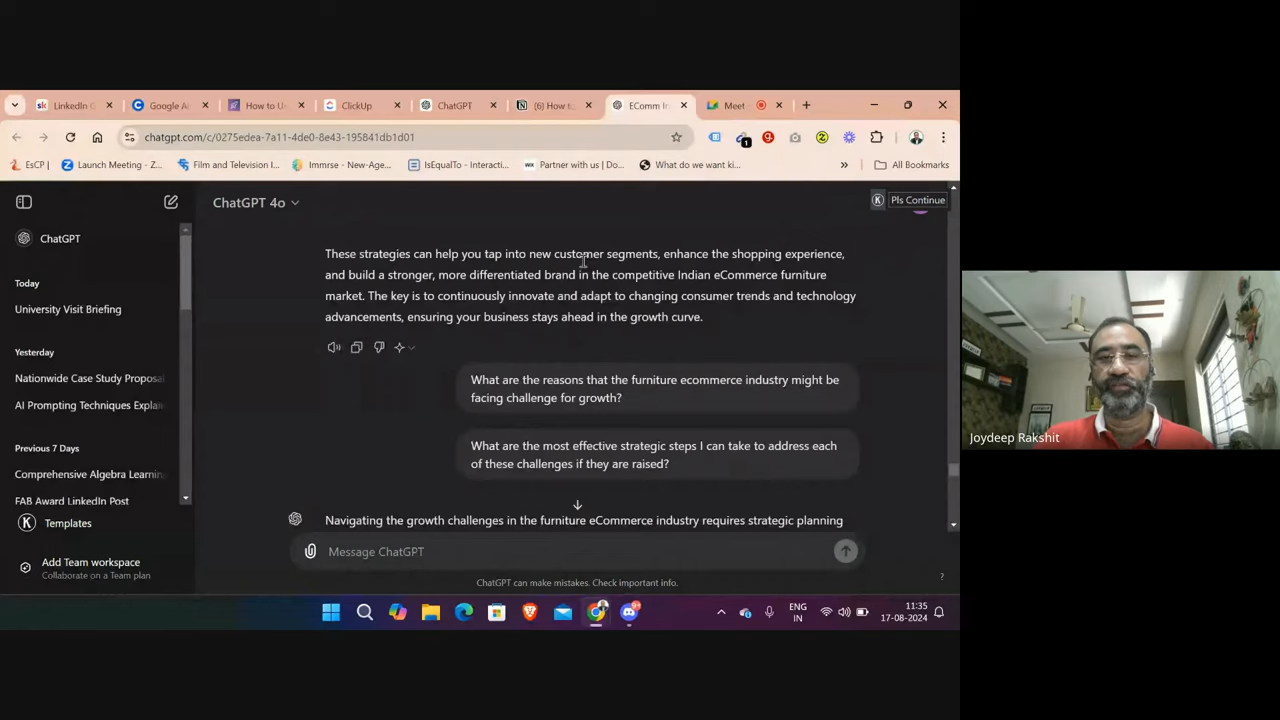 LinkedIn G
Google Ai
How to U
ClickUp
ChatGPT
(6) How to
EComm In
Meet
chatgpt.com/c/0275edea-7a11-4de0-8e43-195841db1d01
1
EsCP
Launch Meeting - Z...
Film and Television I...
Immrse - New-Age...
IsEqualTo - Interacti...
WIX
Partner with us | Do...
What do we want ki...
All Bookmarks
ChatGPT 4o
K
Pls Continue
ChatGPT
Today
University Visit Briefing
Yesterday
Nationwide Case Study Proposal
AI Prompting Techniques Explain
Previous 7 Days
Comprehensive Algebra Learnin
FAB Award LinkedIn Post
K
Templates
Add Team workspace
Collaborate on a Team plan
These strategies can help you tap into new customer segments, enhance the shopping experience,
and build a stronger, more differentiated brand in the competitive Indian eCommerce furniture
market. The key is to continuously innovate and adapt to changing consumer trends and technology
advancements, ensuring your business stays ahead in the growth curve.
What are the reasons that the furniture ecommerce industry might be
facing challenge for growth?
What are the most effective strategic steps I can take to address each
of these challenges if they are raised?
Navigating the growth challenges in the furniture eCommerce industry requires strategic planning
Message ChatGPT
ChatGPT can make mistakes. Check important info.
?
ENG
IN
11:35
17-08-2024
Joydeep Rakshit